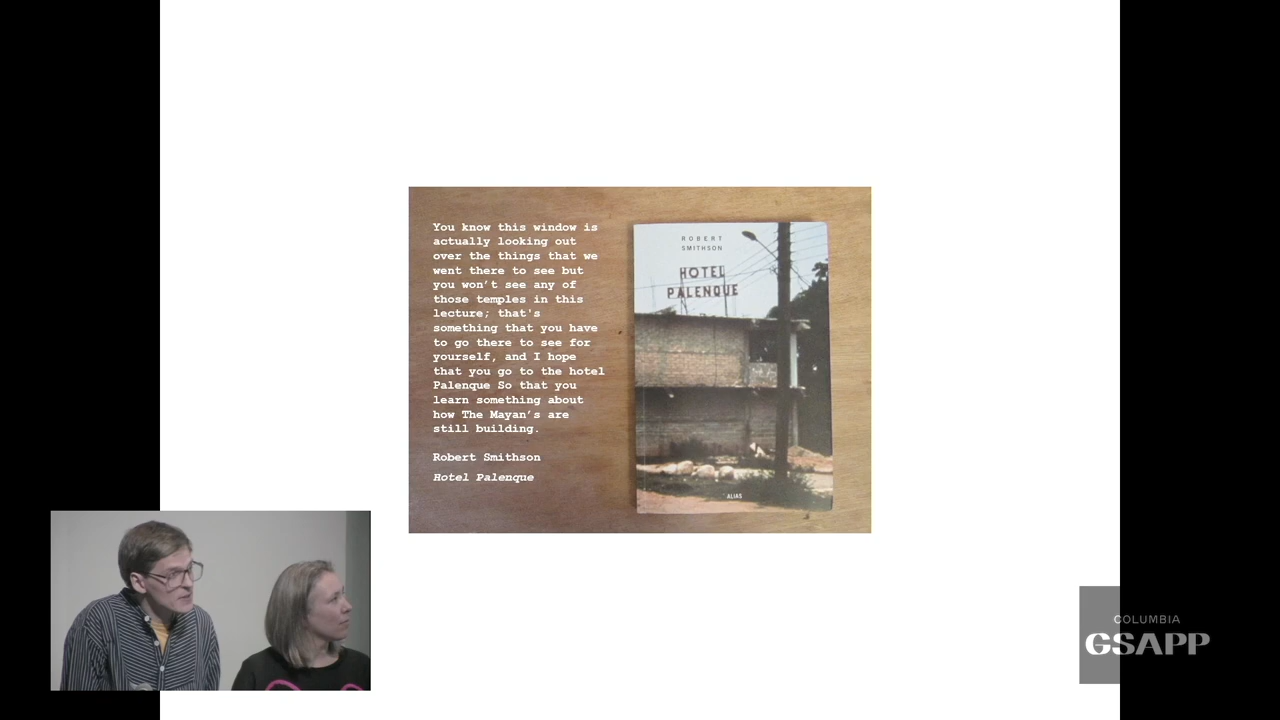 You know this window is
actually looking out
over the things that we
went there to see but
you won't see any of
those temples in this
lecture; that's
something that you have
to go there to see for
yourself, and I hope
that you go to the hotel
Palenque So that you
learn something about
how The Mayan's are
still building.
Robert Smithson
Hotel Palenque
ROBERT
SMITHSON
HOTEL
PALENQUE
ALIAS
COLUMBIA
GSAPP